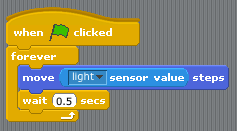 when clicked
forever
move light sensor value steps
wait 0.5 secs